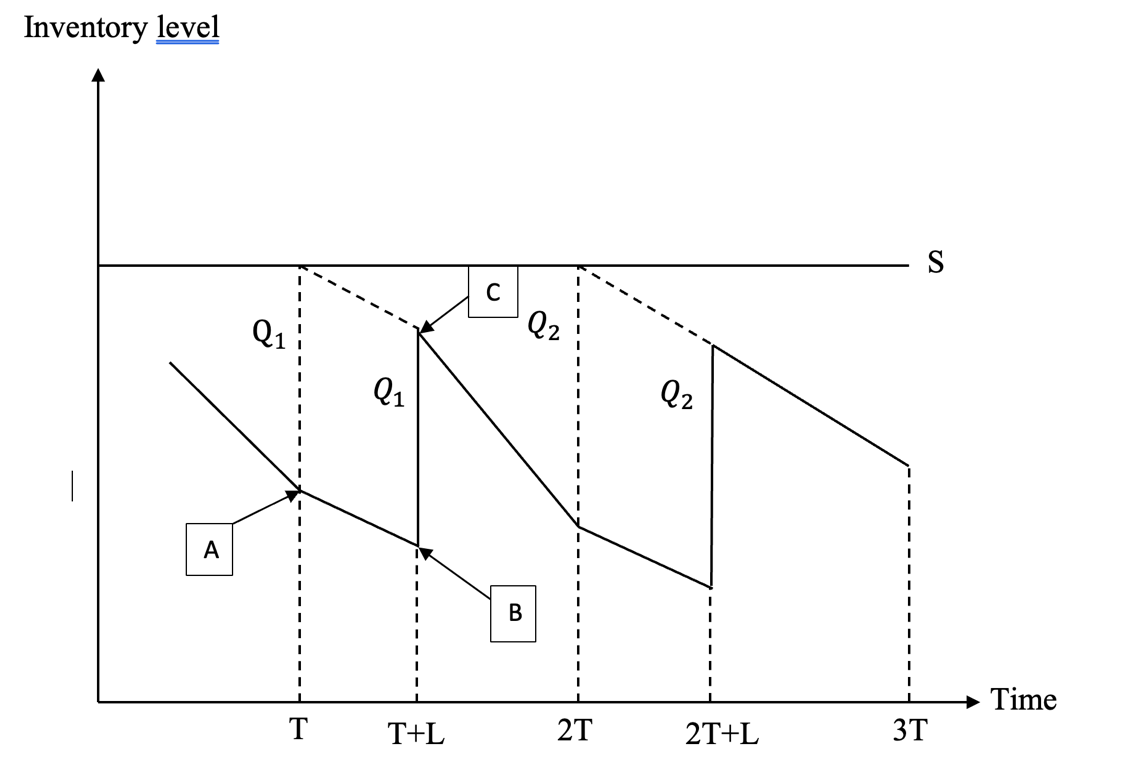 Inventory level
S
C
Q₁
Q₂
Q₁
Q₂
A
B
Time
T
T+L
2T
2T+L
3T